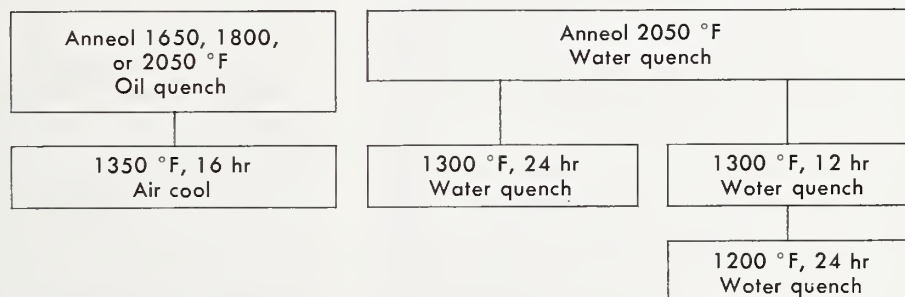 Anneol 1650, 1800,
or 2050 °F
Oil quench
Anneol 2050 °F
Water quench
1350 °F, 16 hr
Air cool
1300 °F, 24 hr
Water quench
1300 °F, 12 hr
Woter quench
1200 °F, 24 hr
Woter quench